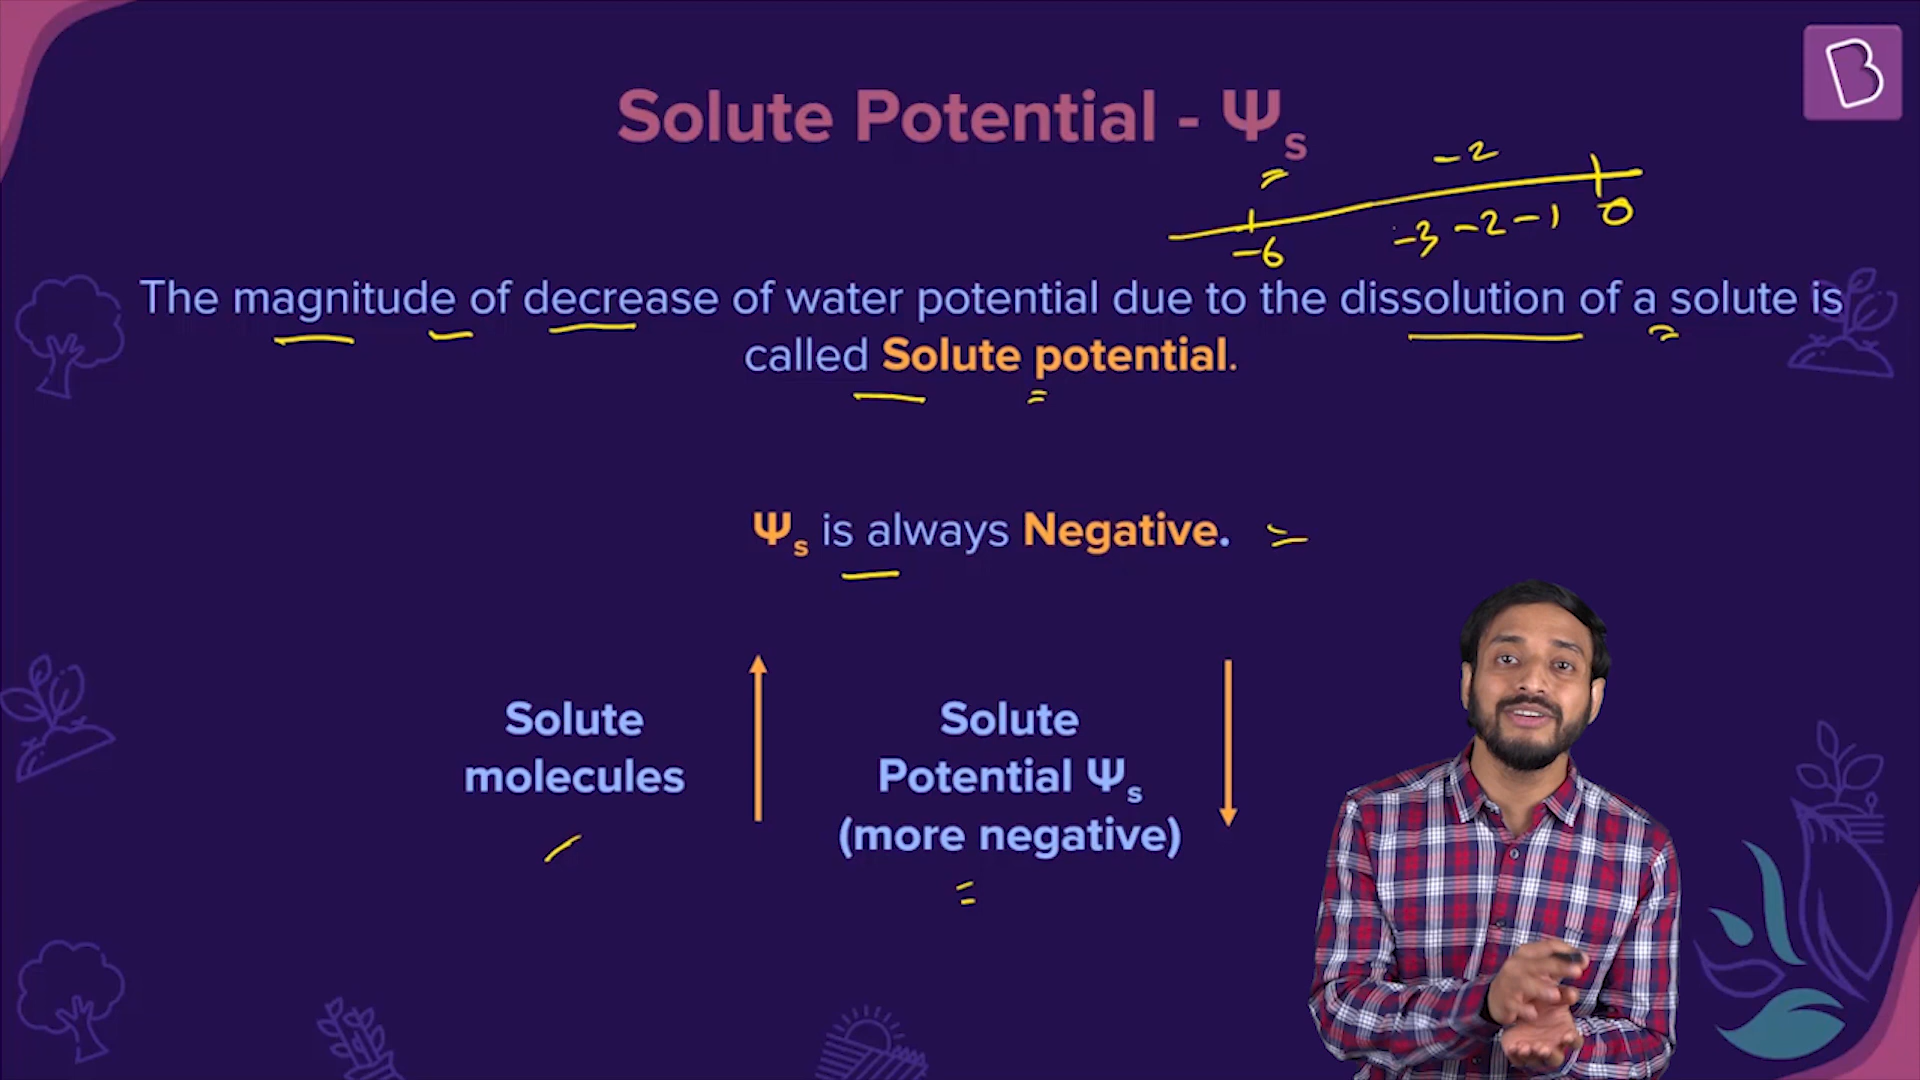 B
Solute Potential - Ψs
-2
-6 -3 -2 -1 0
The magnitude of decrease of water potential due to the dissolution of a solute is
called Solute potential.
Ψs is always Negative.
Solute
molecules
Solute
Potential Ψs
(more negative)